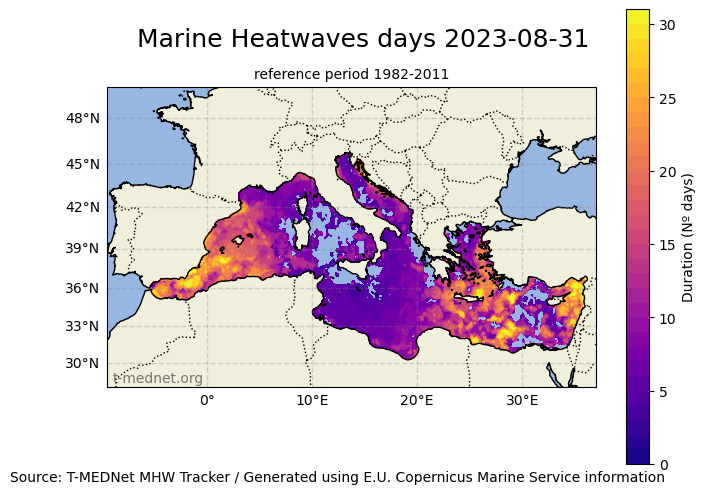 Marine Heatwaves days 2023-08-31
reference period 1982-2011
48°N
45°N
42°N
39°N
36°N
33°N
30°N
t-mednet.org
0°
10°E
20°E
30°E
30
25
20
15
10
5
0
Duration (Nº days)
Source: T-MEDNet MHW Tracker / Generated using E.U. Copernicus Marine Service information